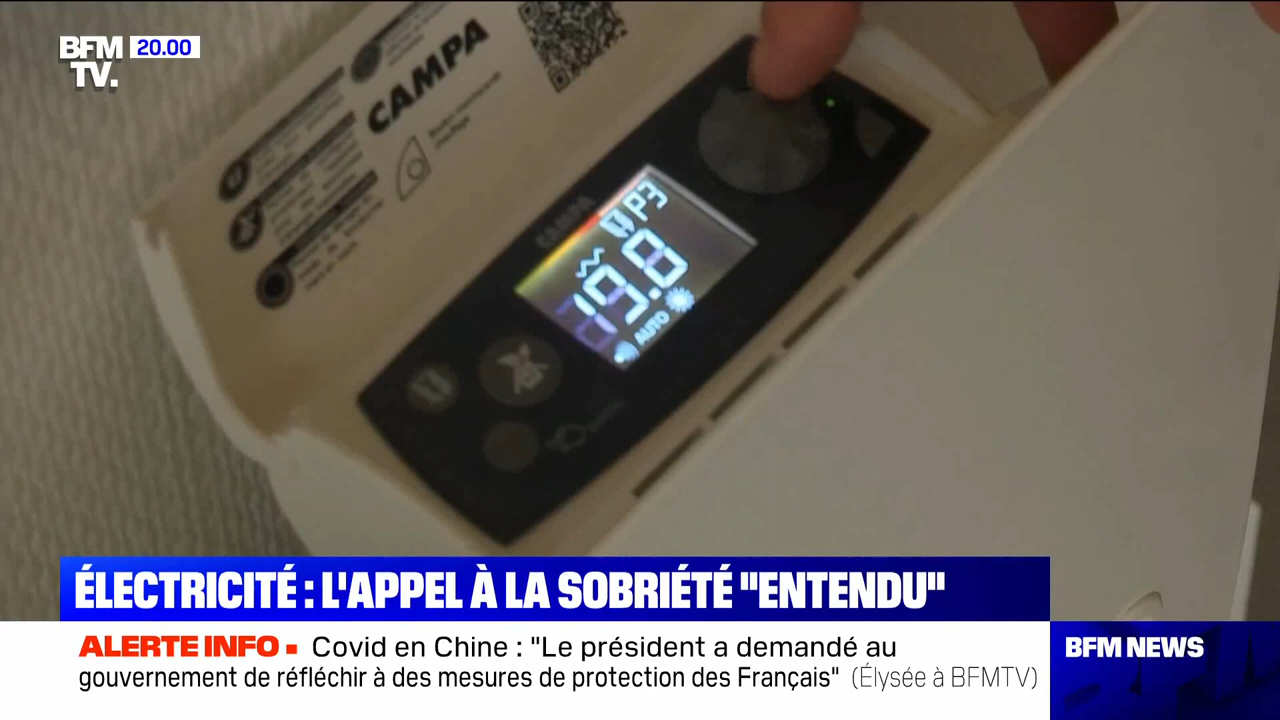 BFM
TV.
20.00
CAMPA
CAMPA
P3
19.8
AUTO
ÉLECTRICITÉ : L'APPEL À LA SOBRIÉTÉ "ENTENDU"
ALERTE INFO ▪ Covid en Chine : "Le président a demandé au
gouvernement de réfléchir à des mesures de protection des Français" (Élysée à BFMTV)
BFM NEWS